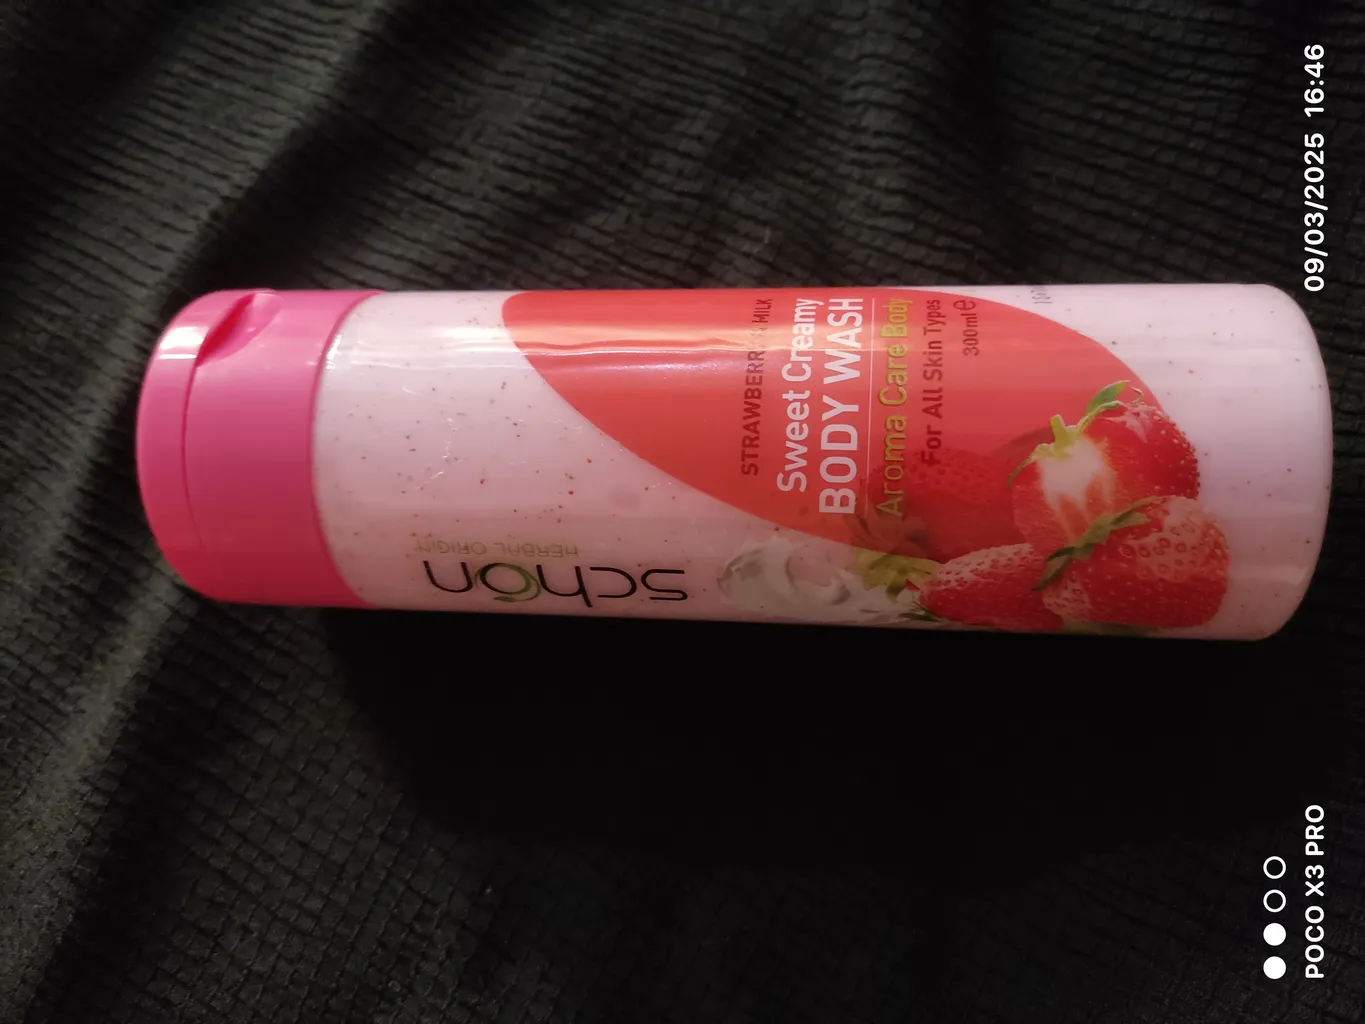 schön
HERBAL ORIGIN
STRAWBERRY & MILK
Sweet Creamy
BODY WASH
Aroma Care Body
For All Skin Types
300ml e
POCO X3 PRO
09/03/2025 16:46